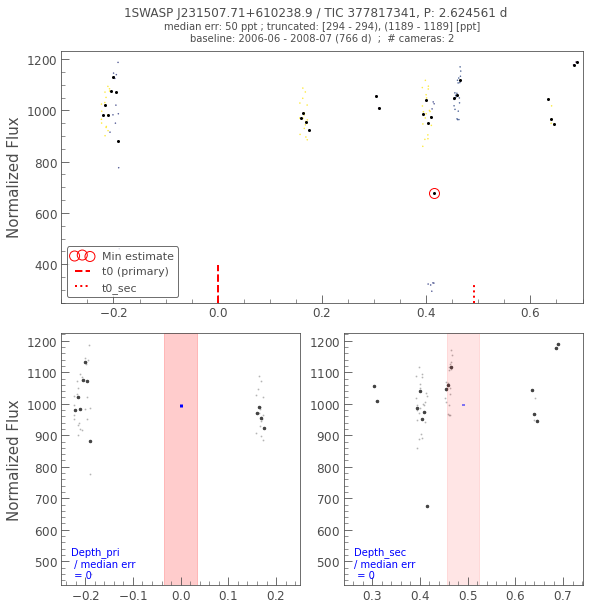 1SWASP J231507.71+610238.9 / TIC 377817341, P: 2.624561 d
median err: 50 ppt ; truncated: [294 - 294), (1189 - 1189] [ppt]
baseline: 2006-06 - 2008-07 (766 d)  ;  # cameras: 2
Normalized Flux
1200
1000
800
600
400
Min estimate
t0 (primary)
t0_sec
−0.2 0.0 0.2 0.4 0.6
Normalized Flux
1200
1100
1000
900
800
700
600
500
Depth_pri
/ median err
= 0
−0.2 −0.1 0.0 0.1 0.2
1200
1100
1000
900
800
700
600
500
Depth_sec
/ median err
= 0
0.3 0.4 0.5 0.6 0.7